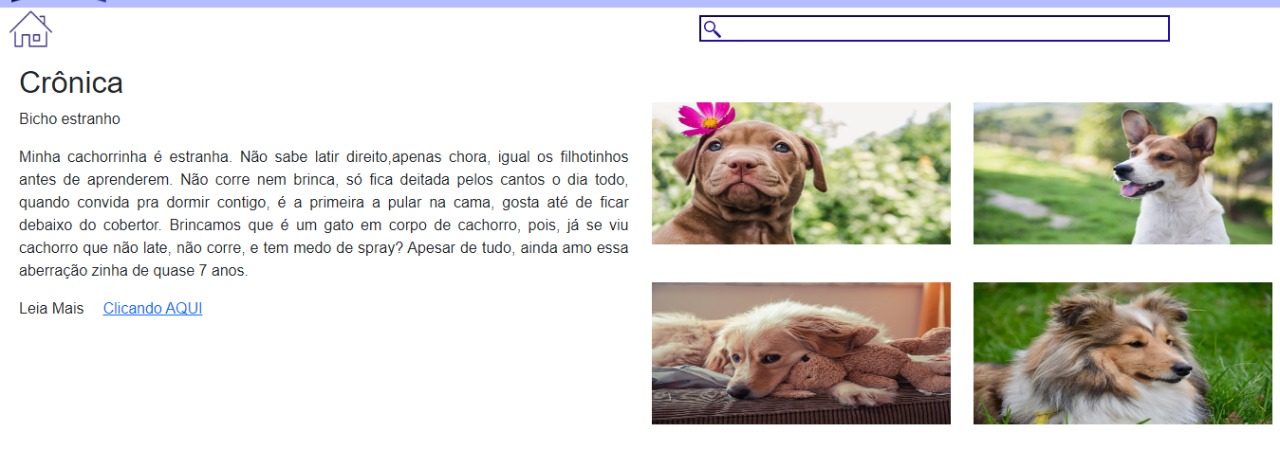 Crônica
Bicho estranho
Minha cachorrinha é estranha. Não sabe latir direito,apenas chora, igual os filhotinhos
antes de aprenderem. Não corre nem brinca, só fica deitada pelos cantos o dia todo,
quando convida pra dormir contigo, é a primeira a pular na cama, gosta até de ficar
debaixo do cobertor. Brincamos que é um gato em corpo de cachorro, pois, já se viu
cachorro que não late, não corre, e tem medo de spray? Apesar de tudo, ainda amo essa
aberração zinha de quase 7 anos.
Leia Mais Clicando AQUI